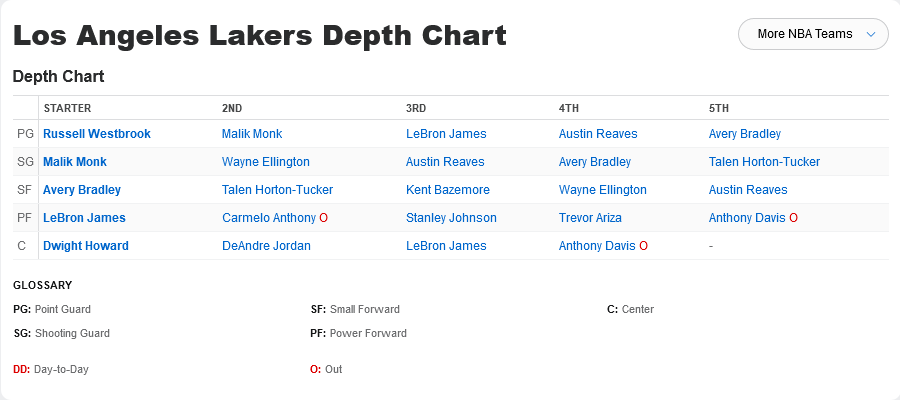 Los Angeles Lakers Depth Chart
More NBA Teams
Depth Chart
STARTER 2ND 3RD 4TH 5TH
PG Russell Westbrook Malik Monk LeBron James Austin Reaves Avery Bradley
SG Malik Monk Wayne Ellington Austin Reaves Avery Bradley Talen Horton-Tucker
SF Avery Bradley Talen Horton-Tucker Kent Bazemore Wayne Ellington Austin Reaves
PF LeBron James Carmelo Anthony O Stanley Johnson Trevor Ariza Anthony Davis O
C Dwight Howard DeAndre Jordan LeBron James Anthony Davis O -
GLOSSARY
PG: Point Guard SF: Small Forward C: Center
SG: Shooting Guard PF: Power Forward
DD: Day-to-Day O: Out